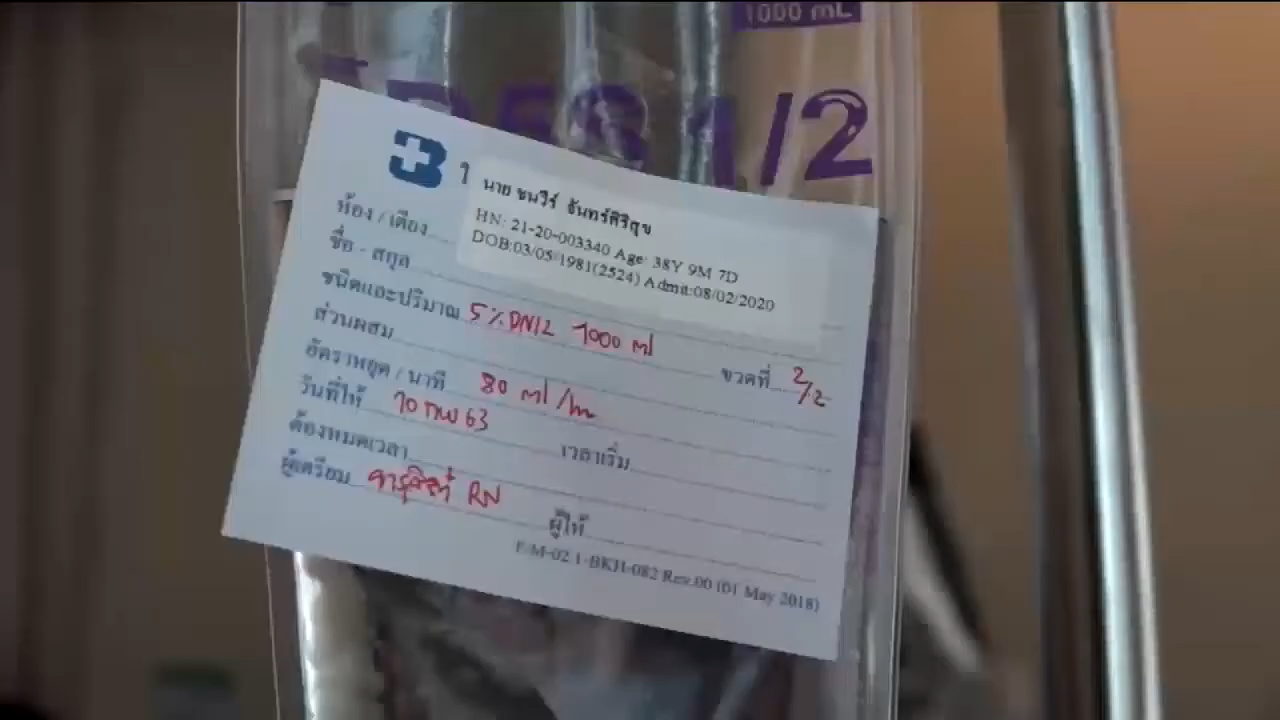 1000 mL
D5S 1/2
นาย ชนวีร์ จันทร์ศิริสุข
HN: 21-20-003340 Age: 38Y 9M 7D
DOB:03/05/1981(2524) Admit:08/02/2020
ห้อง / เตียง
ชื่อ - สกุล
ชนิดและปริมาณ 5%DN/2 1000 ml ขวดที่ 2/2
ส่วนผสม
อัตราหยด / นาที 80 ml/hr
วันที่ให้ 10 กพ 63 เวลาเริ่ม
ต้องหมดเวลา
ผู้เตรียม RN ผู้ให้
F/M-02.1-BKH-082 Rev.00 (01 May 2018)